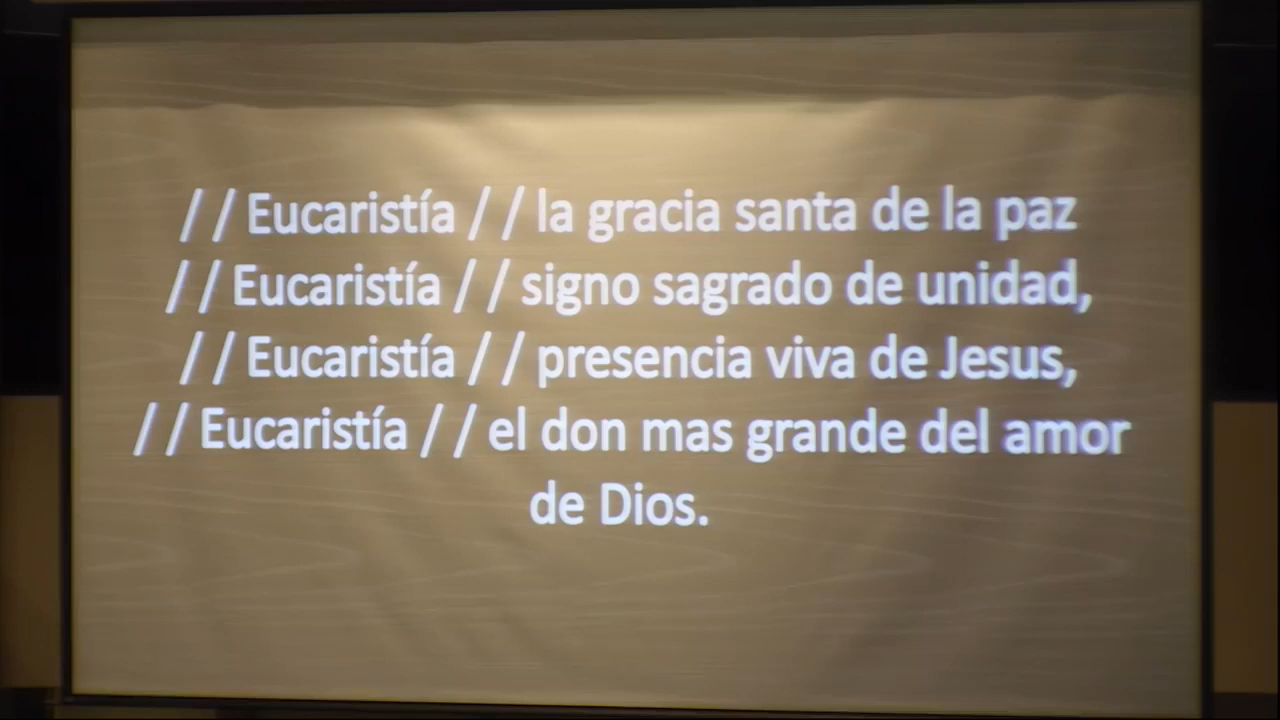 // Eucaristía // la gracia santa de la paz
// Eucaristía // signo sagrado de unidad,
// Eucaristía // presencia viva de Jesus,
// Eucaristía // el don mas grande del amor
de Dios.